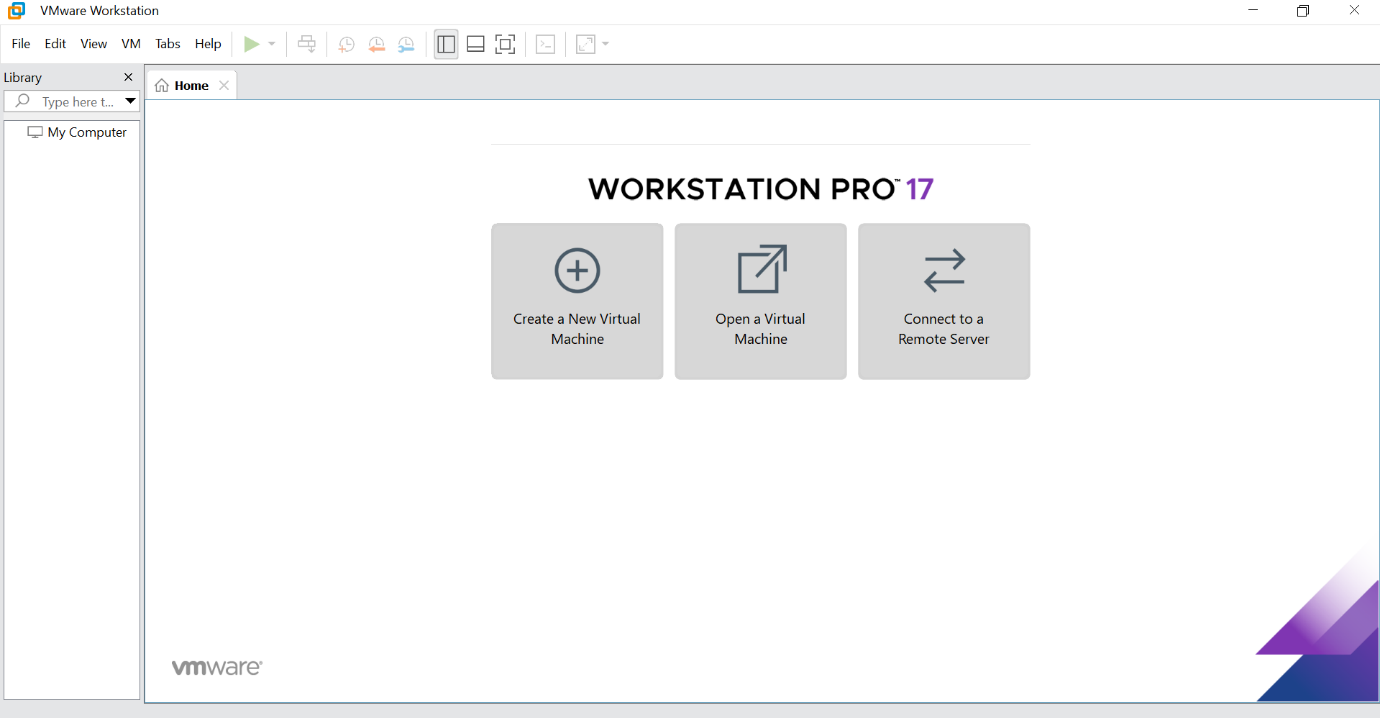 VMware Workstation
File Edit View VM Tabs Help
Library
Type here t...
My Computer
Home
WORKSTATION PRO™ 17
Create a New Virtual
Machine
Open a Virtual
Machine
Connect to a
Remote Server
vmware®